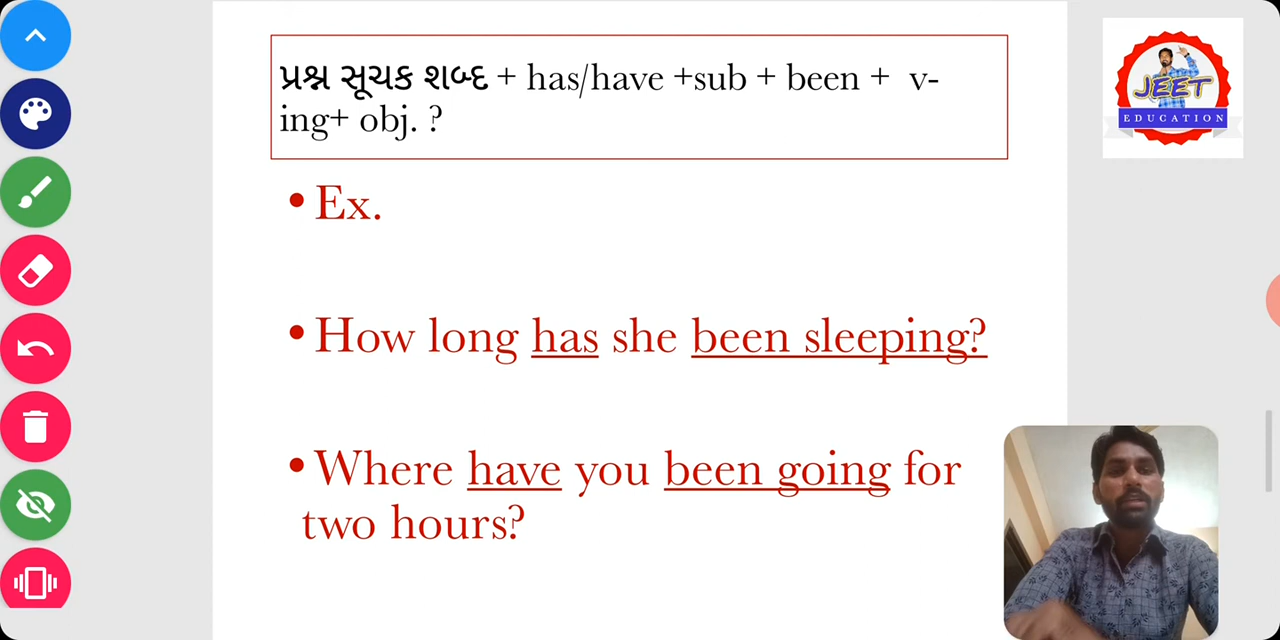 પ્રશ્ન સૂચક શબ્દ + has/have +sub + been + v-
ing+ obj. ?
JEET
EDUCATION
• Ex.
• How long has she been sleeping?
• Where have you been going for
two hours?